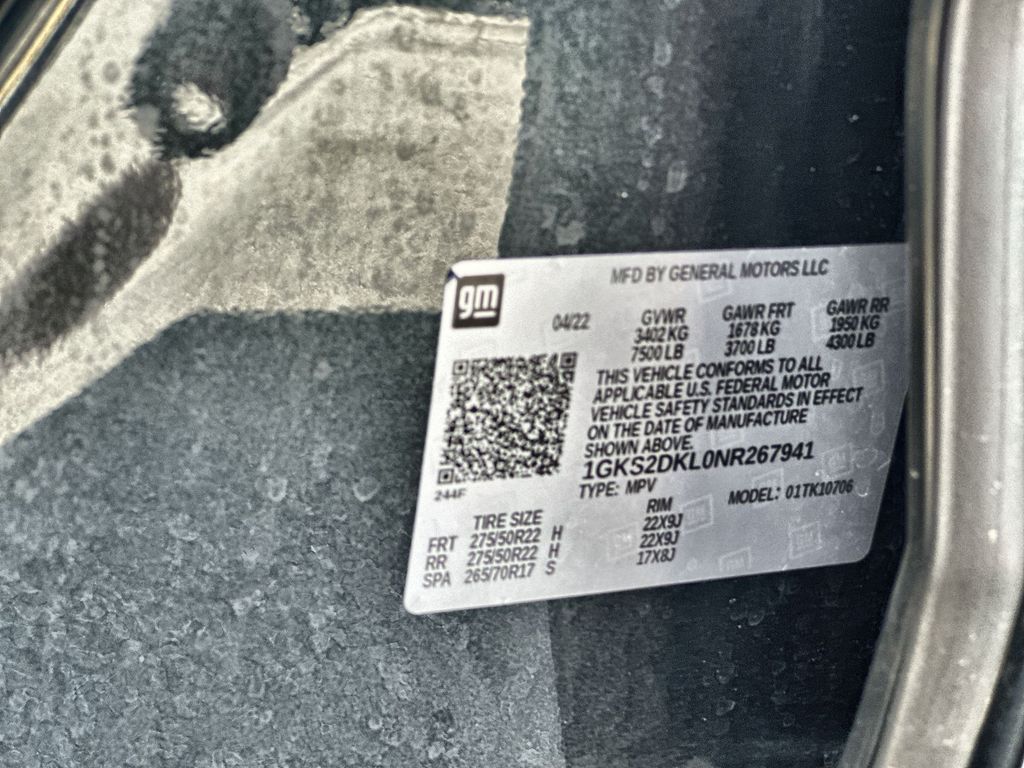 gm
MFD BY GENERAL MOTORS LLC
04/22 GVWR GAWR FRT GAWR RR
3402 KG 1678 KG 1950 KG
7500 LB 3700 LB 4300 LB
THIS VEHICLE CONFORMS TO ALL
APPLICABLE U.S. FEDERAL MOTOR
VEHICLE SAFETY STANDARDS IN EFFECT
ON THE DATE OF MANUFACTURE
SHOWN ABOVE.
1GKS2DKL0NR267941
TYPE: MPV MODEL: 01TK10706
244F
TIRE SIZE RIM
FRT 275/50R22 H 22X9J
RR 275/50R22 H 22X9J
SPA 265/70R17 S 17X8J